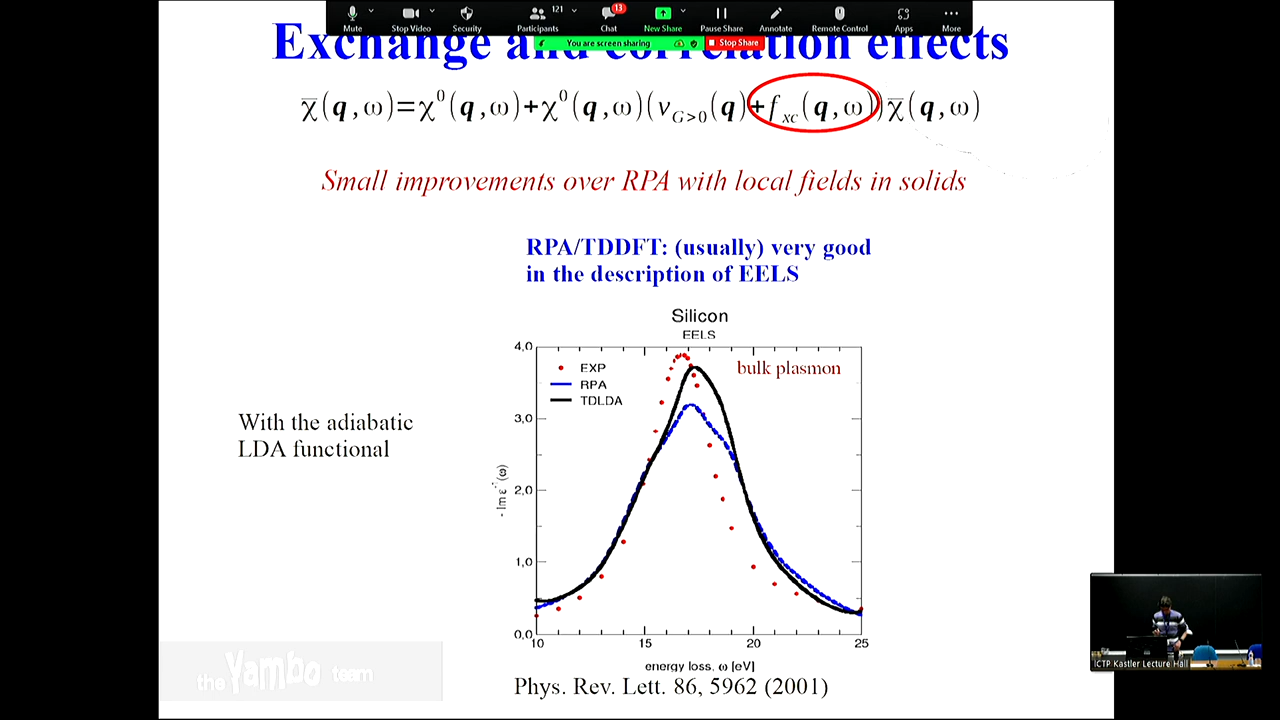 121
13
Mute
Stop Video
Security
Participants
Chat
New Share
Pause Share
Annotate
Remote Control
Apps
More
You are screen sharing
Stop Share
Exchange and correlation effects
χ̅(q,ω)=χ⁰(q,ω)+χ⁰(q,ω)(v_{G>0}(q)+f_{xc}(q,ω))χ̅(q,ω)
Small improvements over RPA with local fields in solids
RPA/TDDFT: (usually) very good
in the description of EELS
Silicon
EELS
4,0
EXP
RPA
TDLDA
bulk plasmon
3,0
With the adiabatic
LDA functional
- Im ε⁻¹(ω)
2,0
1,0
0,0
10
15
20
25
energy loss, ω [eV]
Phys. Rev. Lett. 86, 5962 (2001)
the Yambo team
ICTP Kastler Lecture Hall